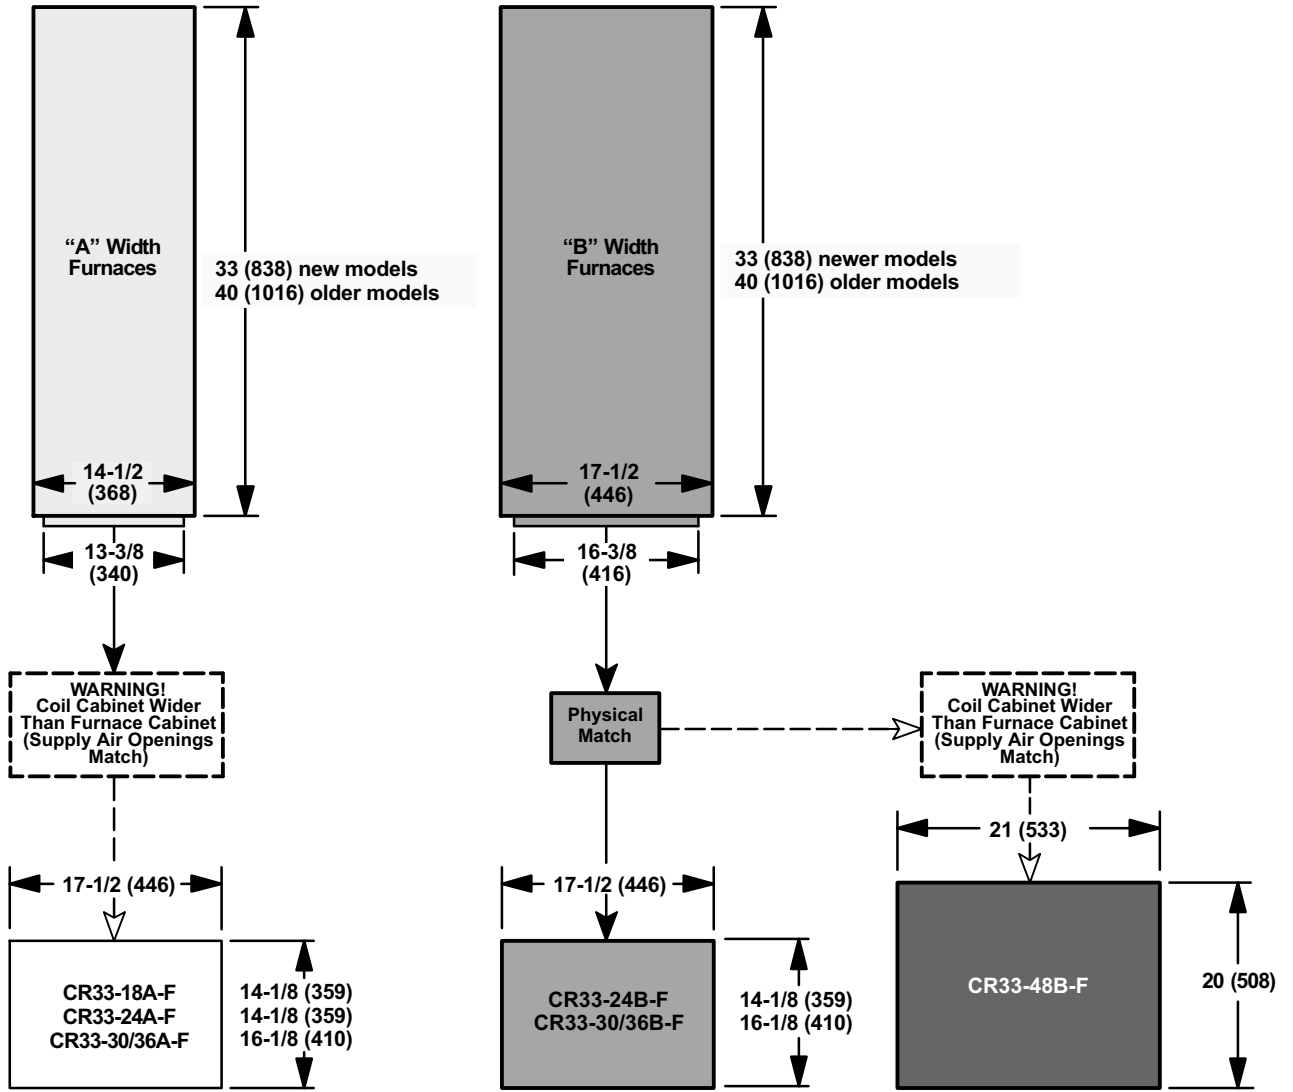 “A” Width
Furnaces
33 (838) new models
40 (1016) older models
14-1/2
(368)
13-3/8
(340)
WARNING!
Coil Cabinet Wider
Than Furnace Cabinet
(Supply Air Openings
Match)
17-1/2 (446)
CR33-18A-F
CR33-24A-F
CR33-30/36A-F
14-1/8 (359)
14-1/8 (359)
16-1/8 (410)
“B” Width
Furnaces
33 (838) newer models
40 (1016) older models
17-1/2
(446)
16-3/8
(416)
Physical
Match
17-1/2 (446)
CR33-24B-F
CR33-30/36B-F
14-1/8 (359)
16-1/8 (410)
WARNING!
Coil Cabinet Wider
Than Furnace Cabinet
(Supply Air Openings
Match)
21 (533)
CR33-48B-F
20 (508)